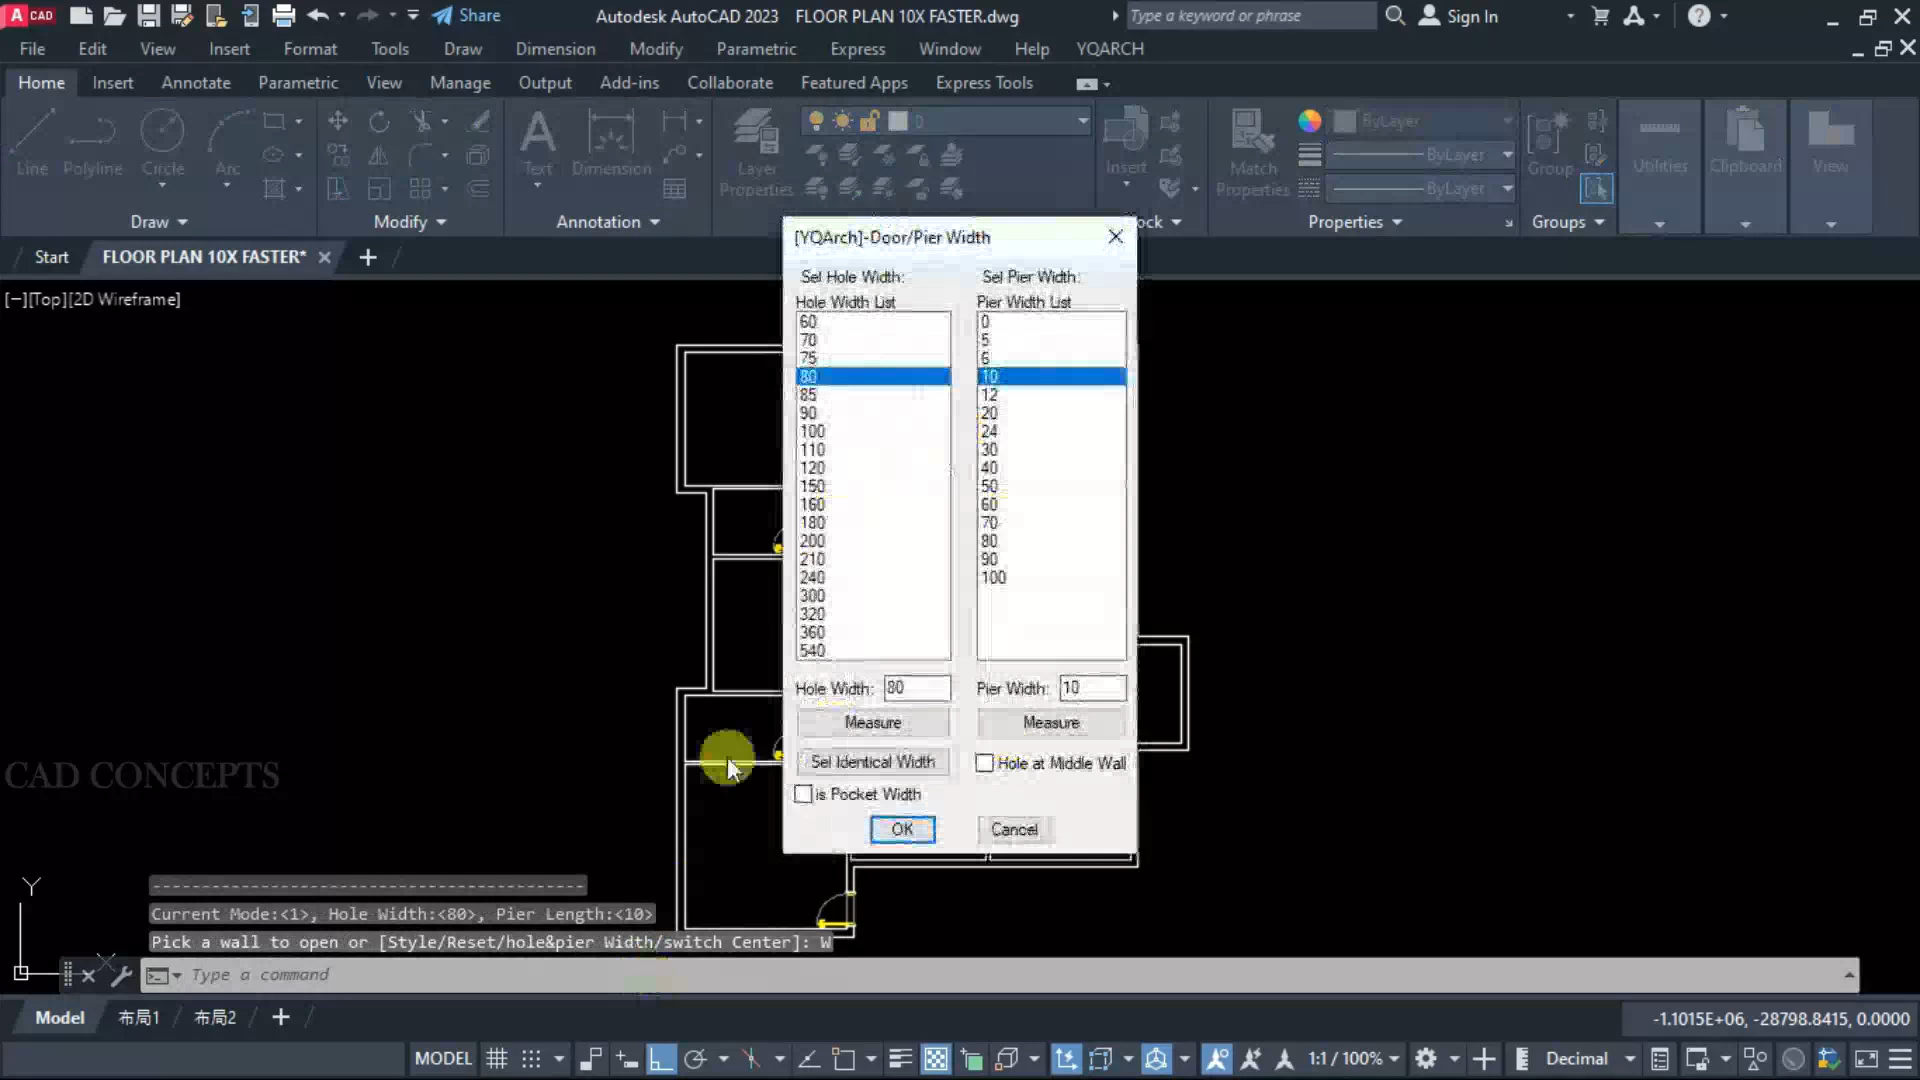 A CAD
Share
Autodesk AutoCAD 2023 FLOOR PLAN 10X FASTER.dwg
Type a keyword or phrase
Sign In
File Edit View Insert Format Tools Draw Dimension Modify Parametric Express Window Help YQARCH
Home Insert Annotate Parametric View Manage Output Add-ins Collaborate Featured Apps Express Tools
0
ByLayer
ByLayer
ByLayer
Line Polyline Circle Arc
Text Dimension
Layer Properties
Insert
Match Properties
Group
Utilities
Clipboard
View
Draw Modify Annotation ock Properties Groups
Start FLOOR PLAN 10X FASTER*
[−][Top][2D Wireframe]
[YQArch]-Door/Pier Width
Sel Hole Width: Sel Pier Width:
Hole Width List Pier Width List
60 0
70 5
75 6
80 10
85 12
90 20
100 24
110 30
120 40
150 50
160 60
180 70
200 80
210 90
240 100
300
320
360
540
Hole Width: 80 Pier Width: 10
Measure Measure
Sel Identical Width Hole at Middle Wall
is Pocket Width
OK Cancel
CAD CONCEPTS
Y
X
--------------------------------------------
Current Mode:<1>, Hole Width:<80>, Pier Length:<10>
Pick a wall to open or [Style/Reset/hole&pier Width/switch Center]: W
Type a command
Model 布局1 布局2
-1.1015E+06, -28798.8415, 0.0000
MODEL 1:1 / 100% Decimal